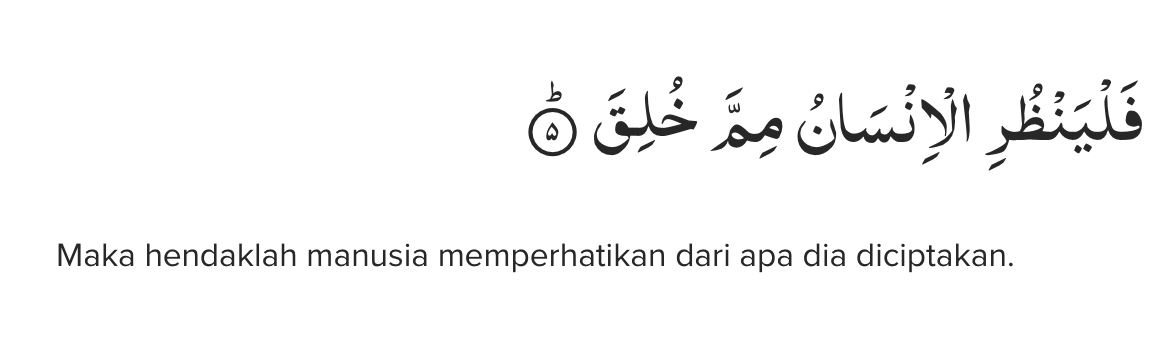 فَلْيَنْظُرِ الْاِنْسَانُ مِمَّ خُلِقَ ۗ ٥
Maka hendaklah manusia memperhatikan dari apa dia diciptakan.